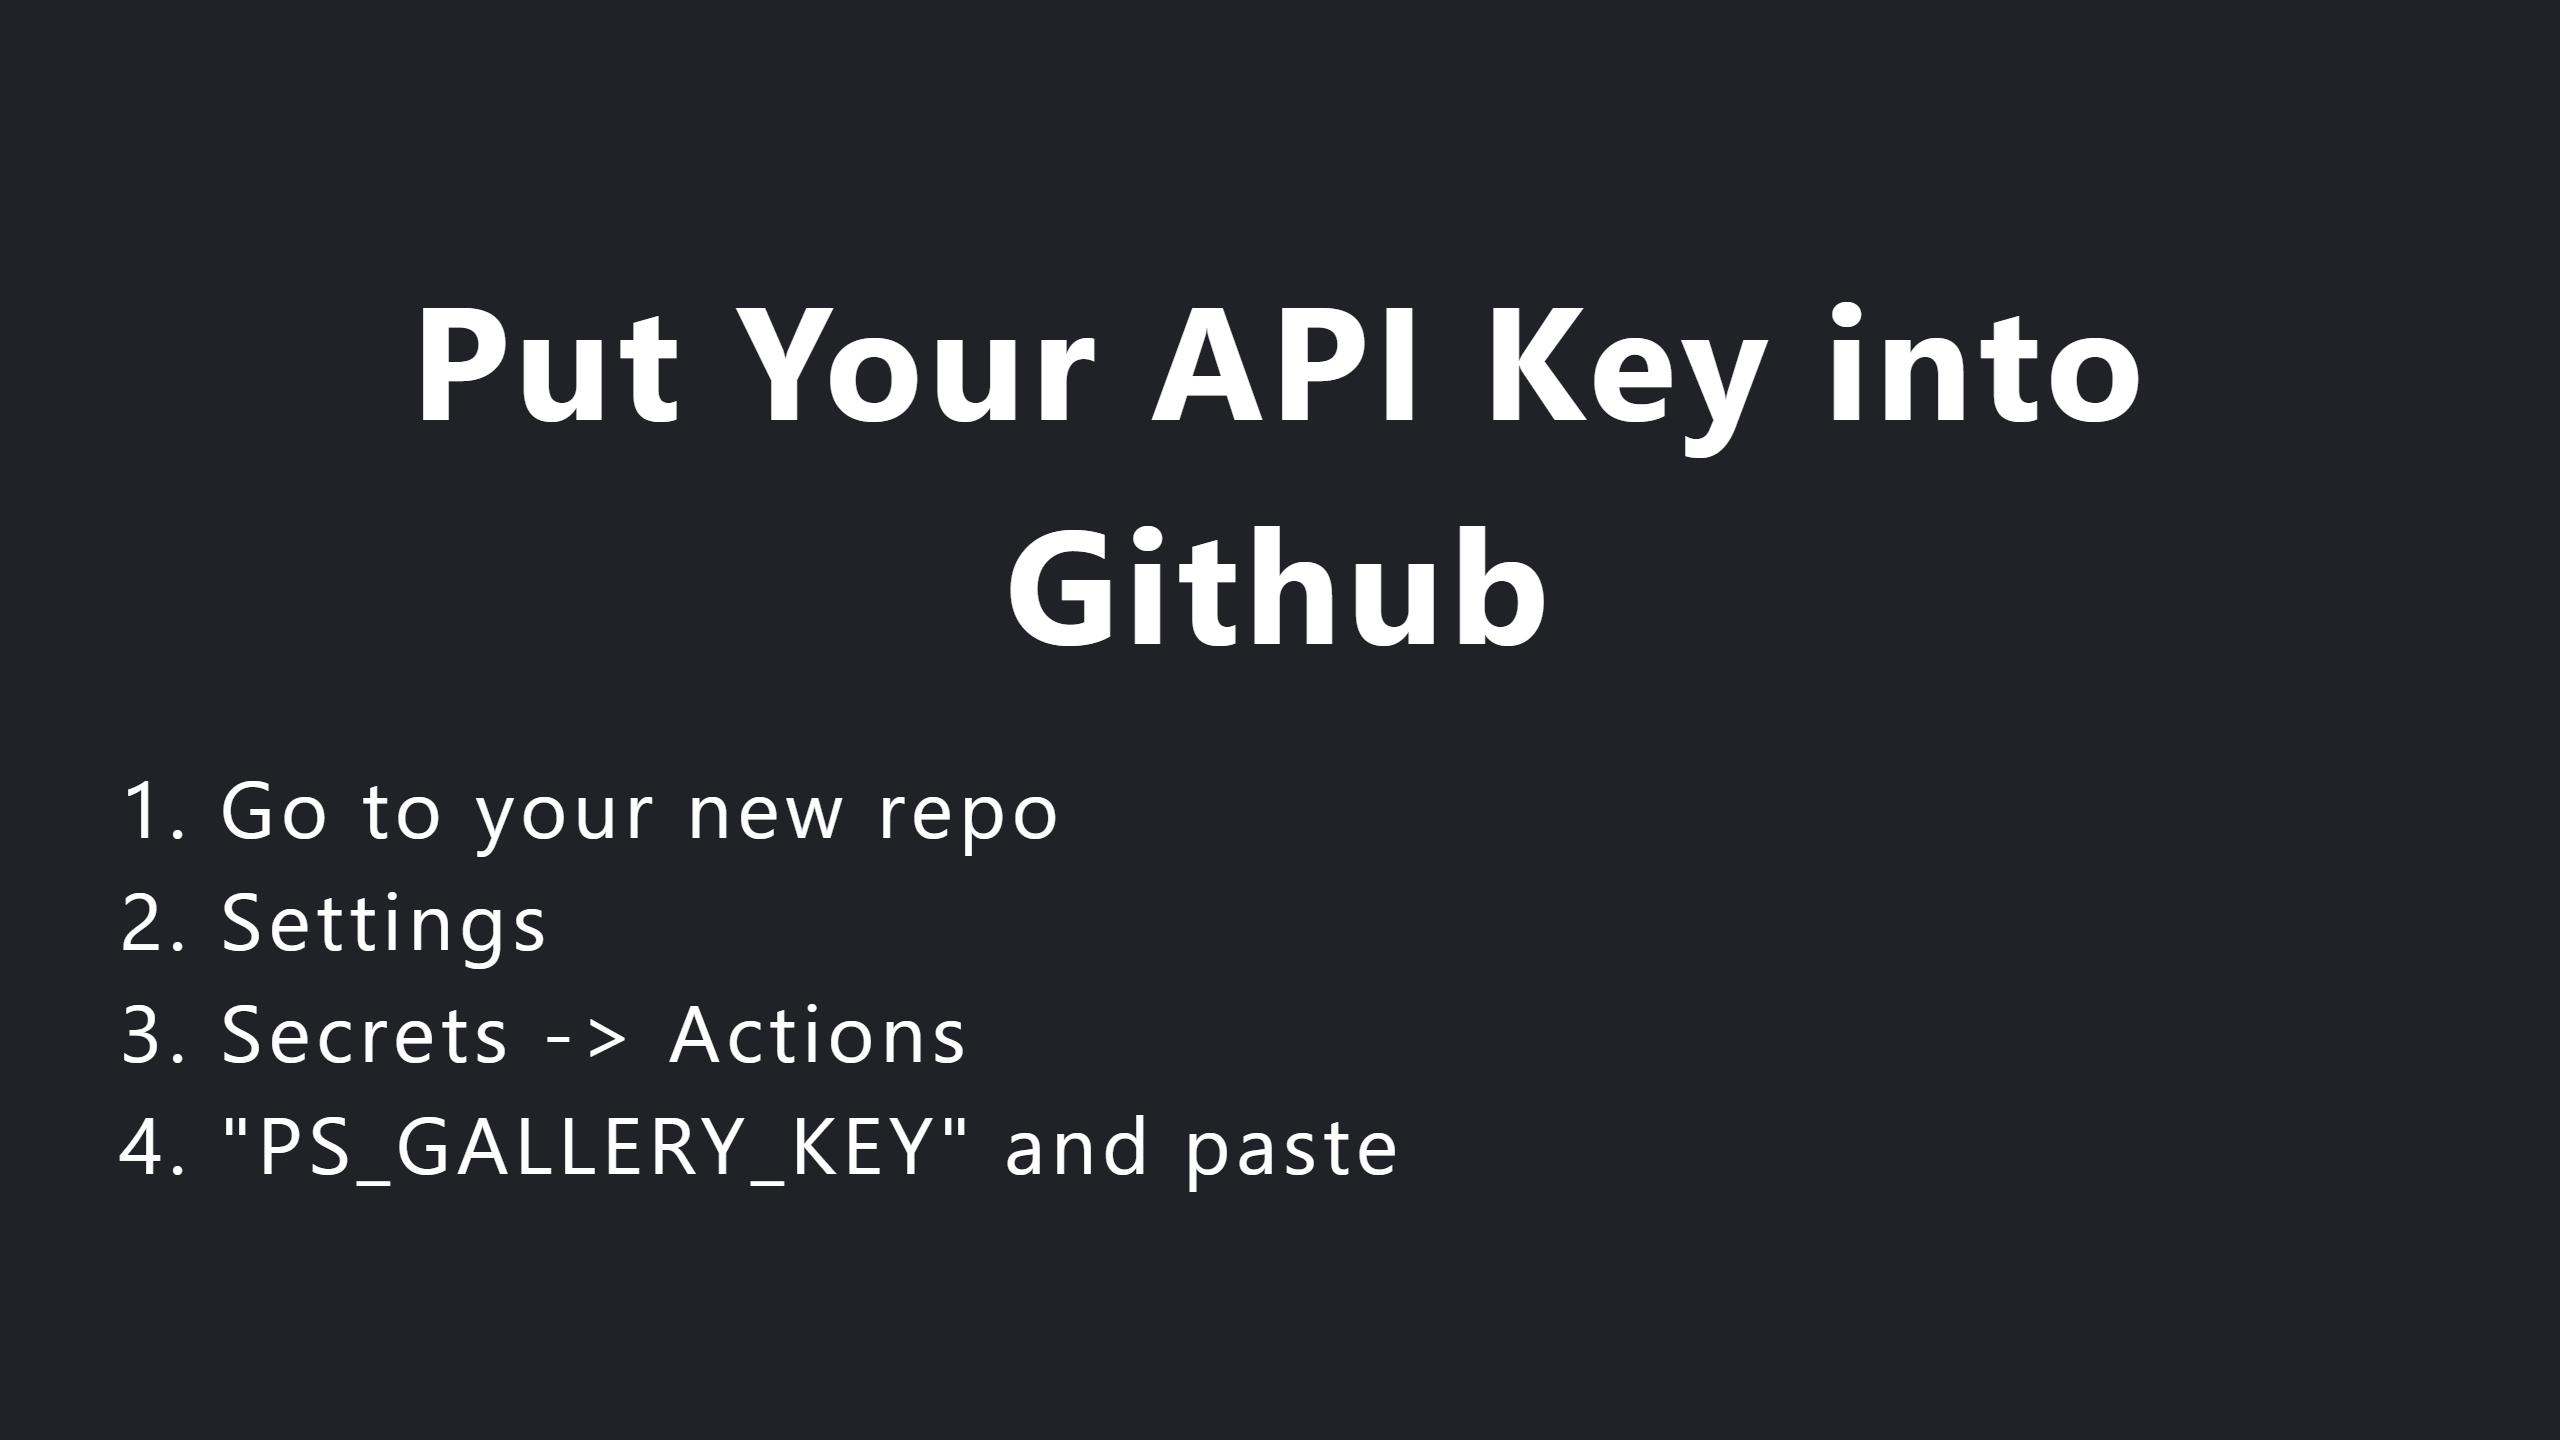 Put Your API Key into
Github
1. Go to your new repo
2. Settings
3. Secrets -> Actions
4. "PS_GALLERY_KEY" and paste